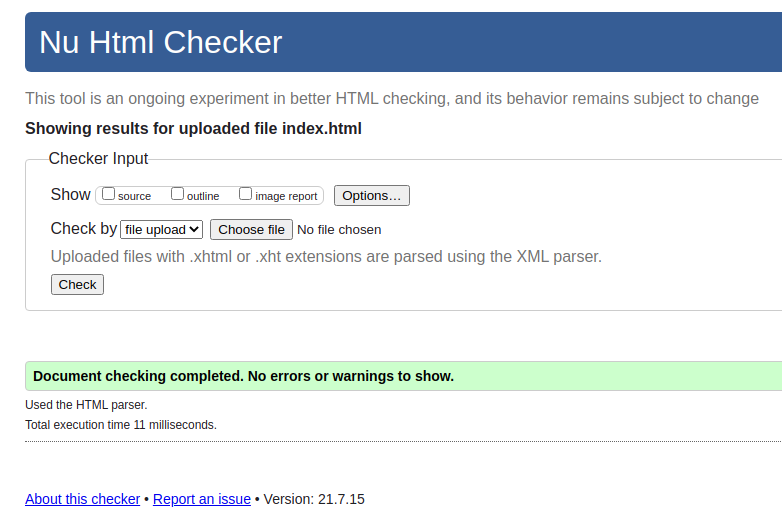 Nu Html Checker
This tool is an ongoing experiment in better HTML checking, and its behavior remains subject to change
Showing results for uploaded file index.html
Checker Input
Show source outline image report Options…
Check by file upload Choose file No file chosen
Uploaded files with .xhtml or .xht extensions are parsed using the XML parser.
Check
Document checking completed. No errors or warnings to show.
Used the HTML parser.
Total execution time 11 milliseconds.
About this checker • Report an issue • Version: 21.7.15